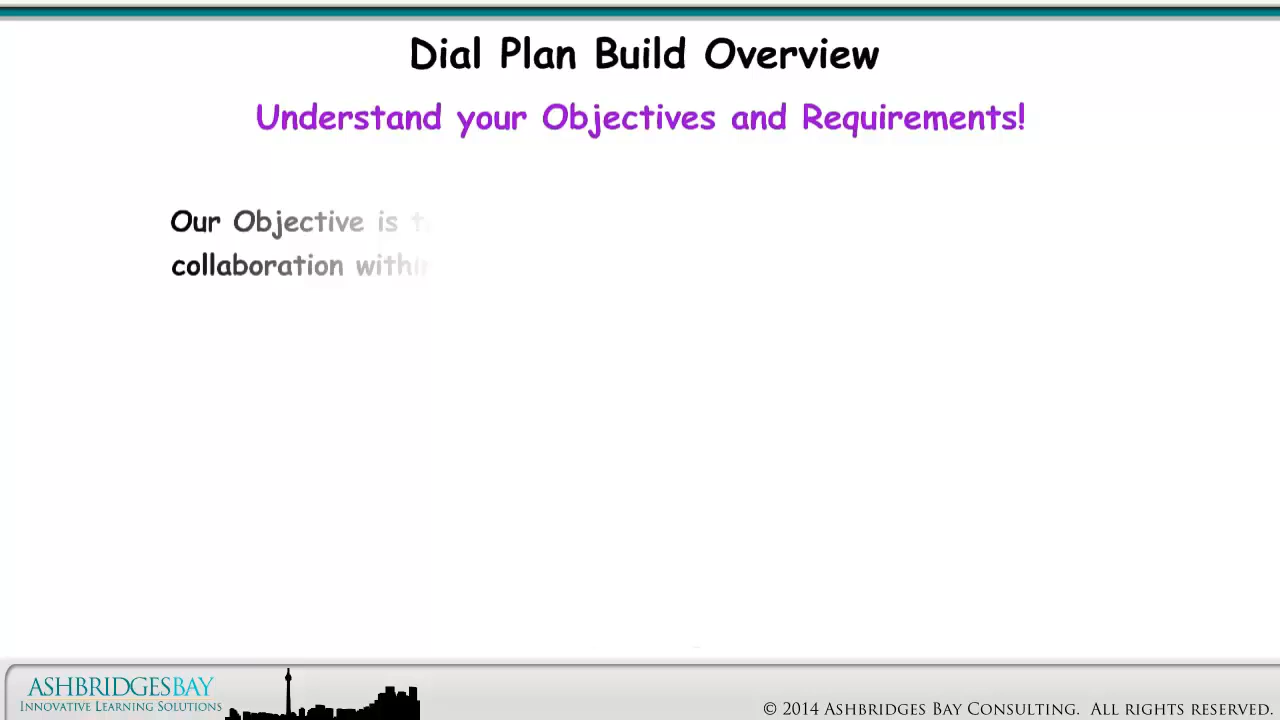 Dial Plan Build Overview
Understand your Objectives and Requirements!
Our Objective is
collaboration within
ASHBRIDGESBAY
INNOVATIVE LEARNING SOLUTIONS
© 2014 ASHBRIDGES BAY CONSULTING. ALL RIGHTS RESERVED.